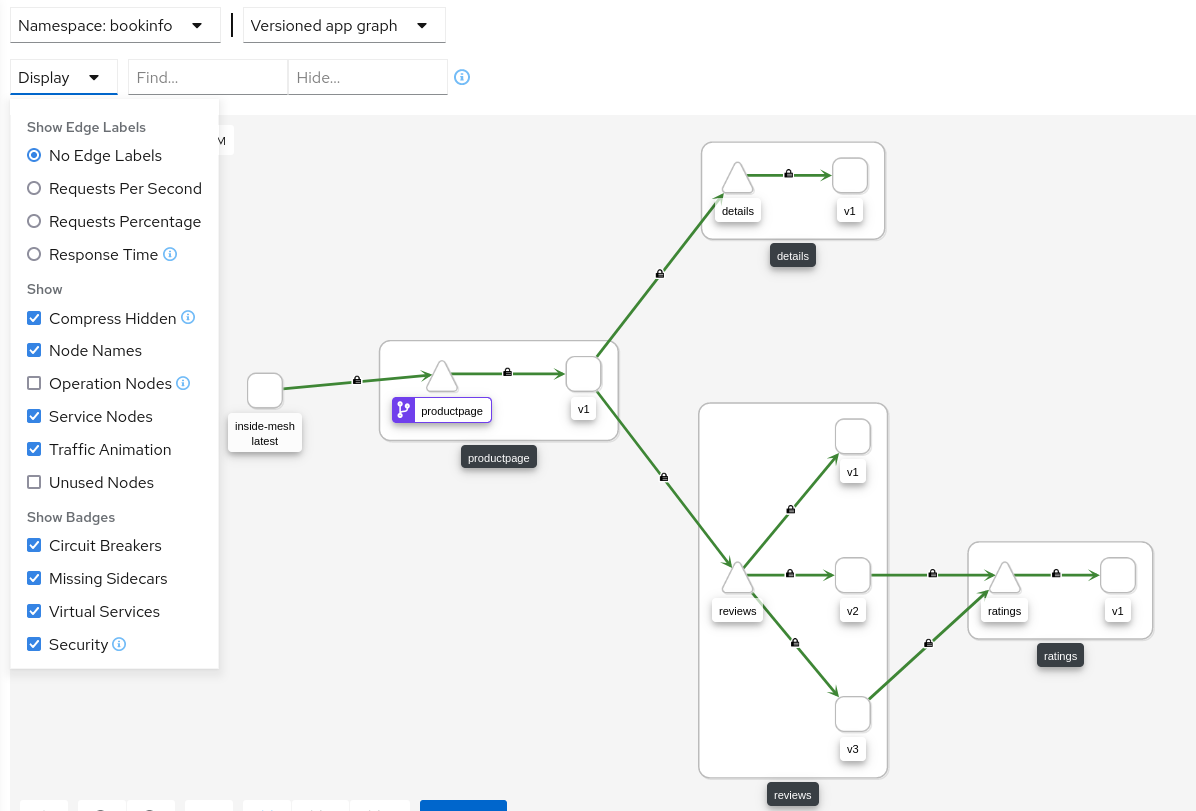 Namespace: bookinfo
Versioned app graph
Display
Find...
Hide...
Show Edge Labels
No Edge Labels
Requests Per Second
Requests Percentage
Response Time
Show
Compress Hidden
Node Names
Operation Nodes
Service Nodes
Traffic Animation
Unused Nodes
Show Badges
Circuit Breakers
Missing Sidecars
Virtual Services
Security
M
details
v1
details
inside-mesh
latest
productpage
v1
productpage
v1
reviews
v2
v3
reviews
ratings
v1
ratings